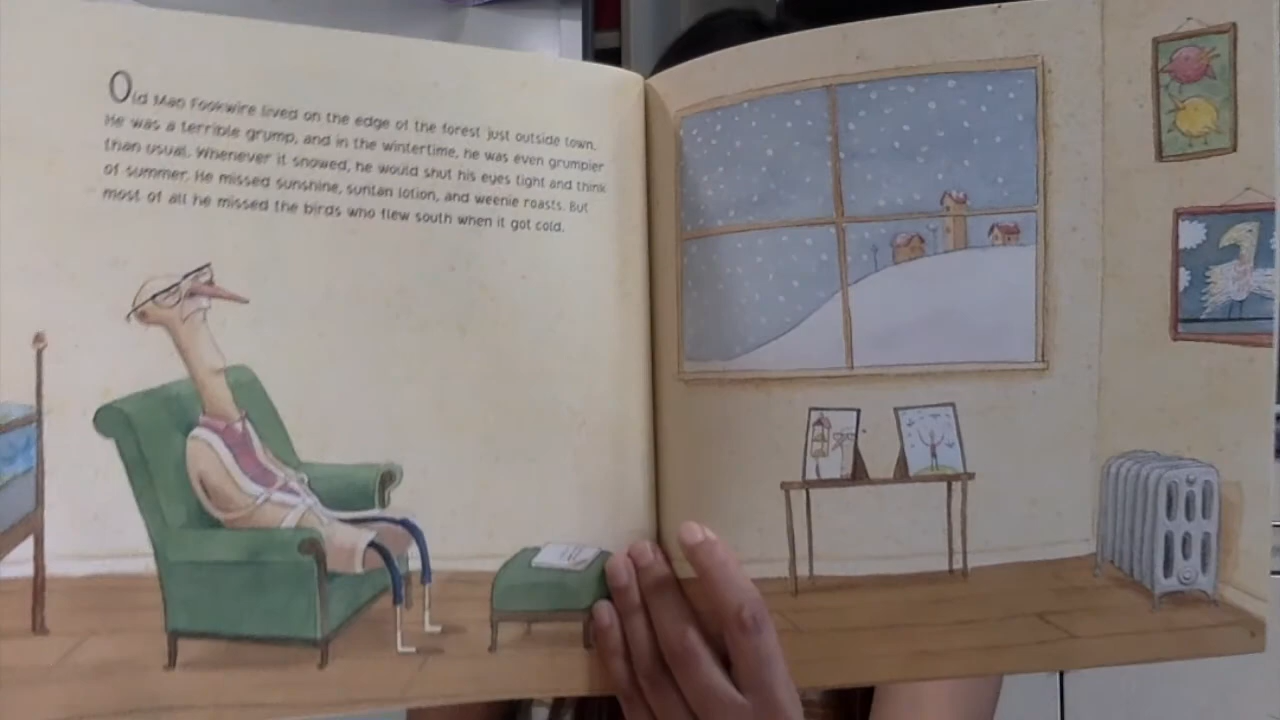 Old Man Fookwire lived on the edge of the forest just outside town.
He was a terrible grump, and in the wintertime, he was even grumpier
than usual. Whenever it snowed, he would shut his eyes tight and think
of summer. He missed sunshine, suntan lotion, and weenie roasts. But
most of all he missed the birds who flew south when it got cold.